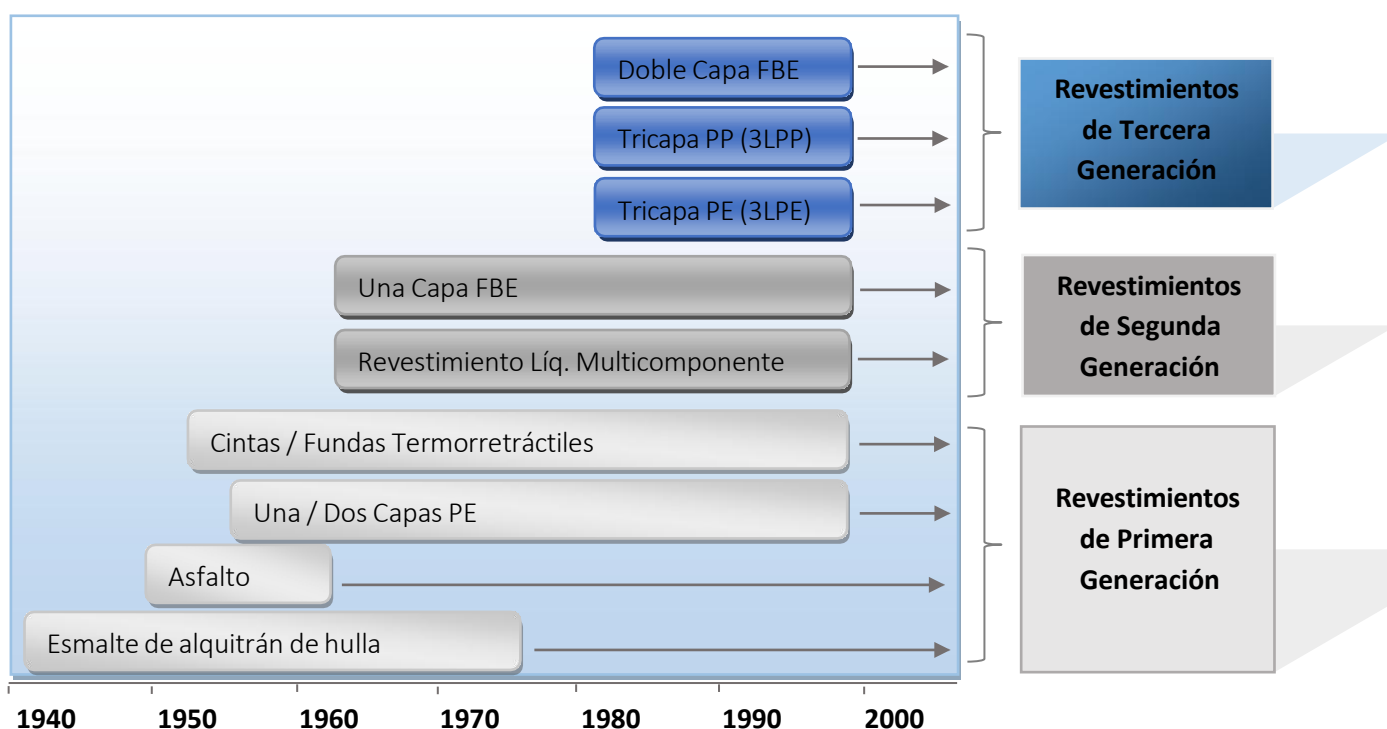 Doble Capa FBE
Tricapa PP (3LPP)
Tricapa PE (3LPE)
Revestimientos
de Tercera
Generación
Una Capa FBE
Revestimiento Líq. Multicomponente
Revestimientos
de Segunda
Generación
Cintas / Fundas Termorretráctiles
Una / Dos Capas PE
Asfalto
Esmalte de alquitrán de hulla
Revestimientos
de Primera
Generación
1940 1950 1960 1970 1980 1990 2000